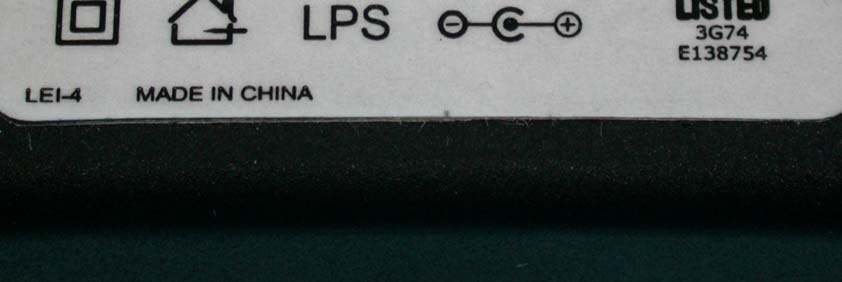 LPS
LISTED
3G74
E138754
LEI-4 MADE IN CHINA